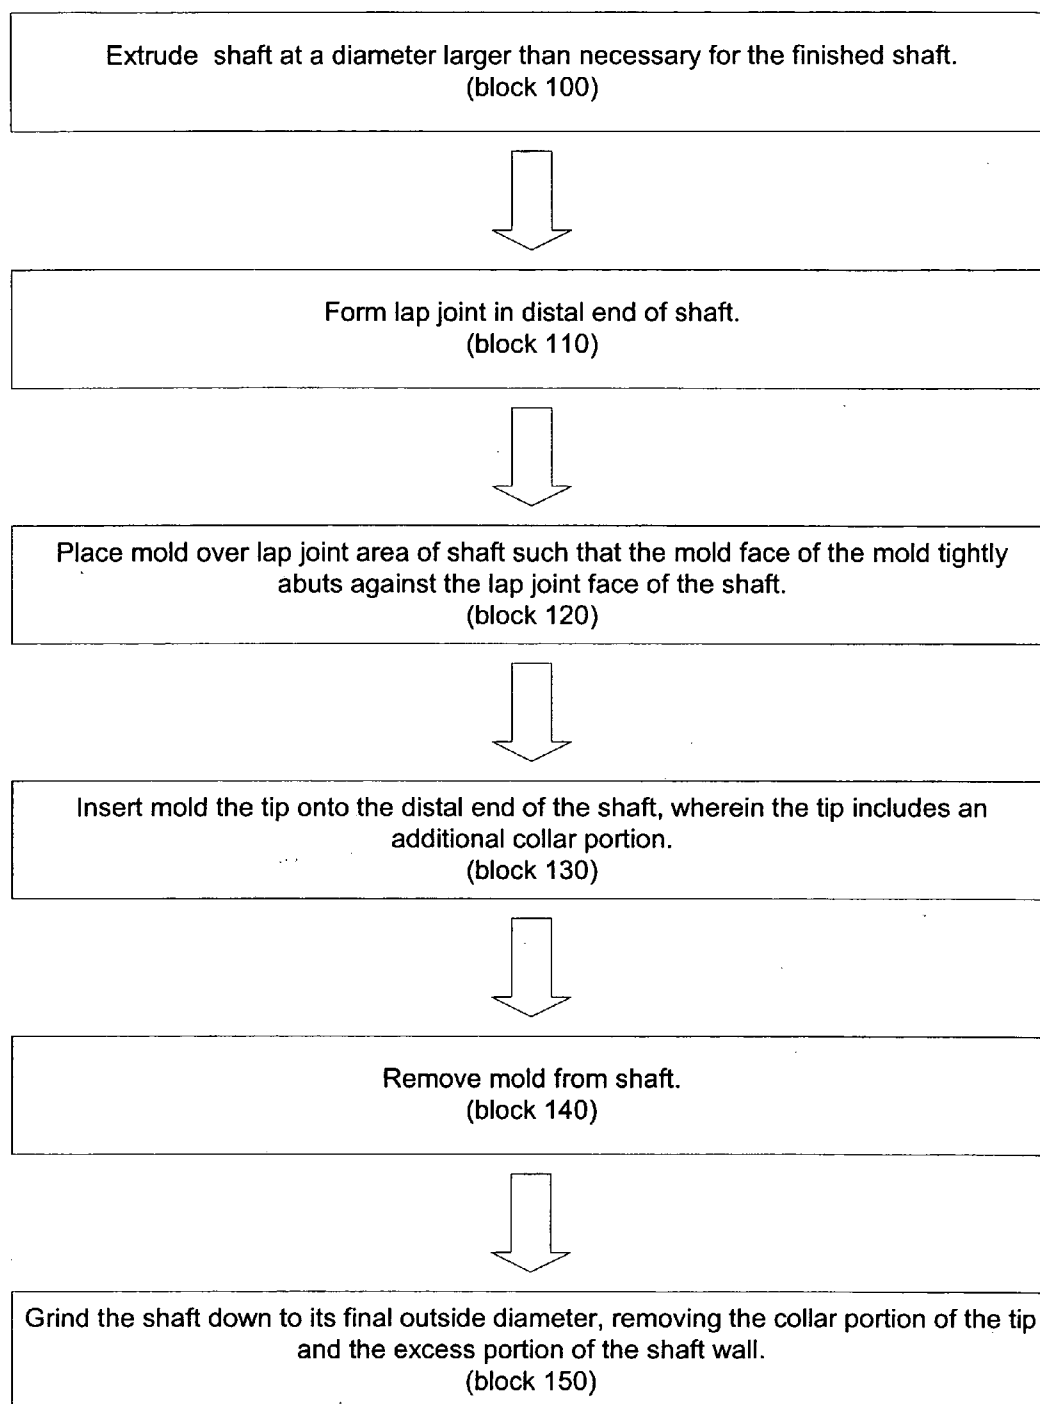 Extrude shaft at a diameter larger than necessary for the finished shaft.
(block 100)
Form lap joint in distal end of shaft.
(block 110)
Place mold over lap joint area of shaft such that the mold face of the mold tightly
abuts against the lap joint face of the shaft.
(block 120)
Insert mold the tip onto the distal end of the shaft, wherein the tip includes an
additional collar portion.
(block 130)
Remove mold from shaft.
(block 140)
Grind the shaft down to its final outside diameter, removing the collar portion of the tip
and the excess portion of the shaft wall.
(block 150)